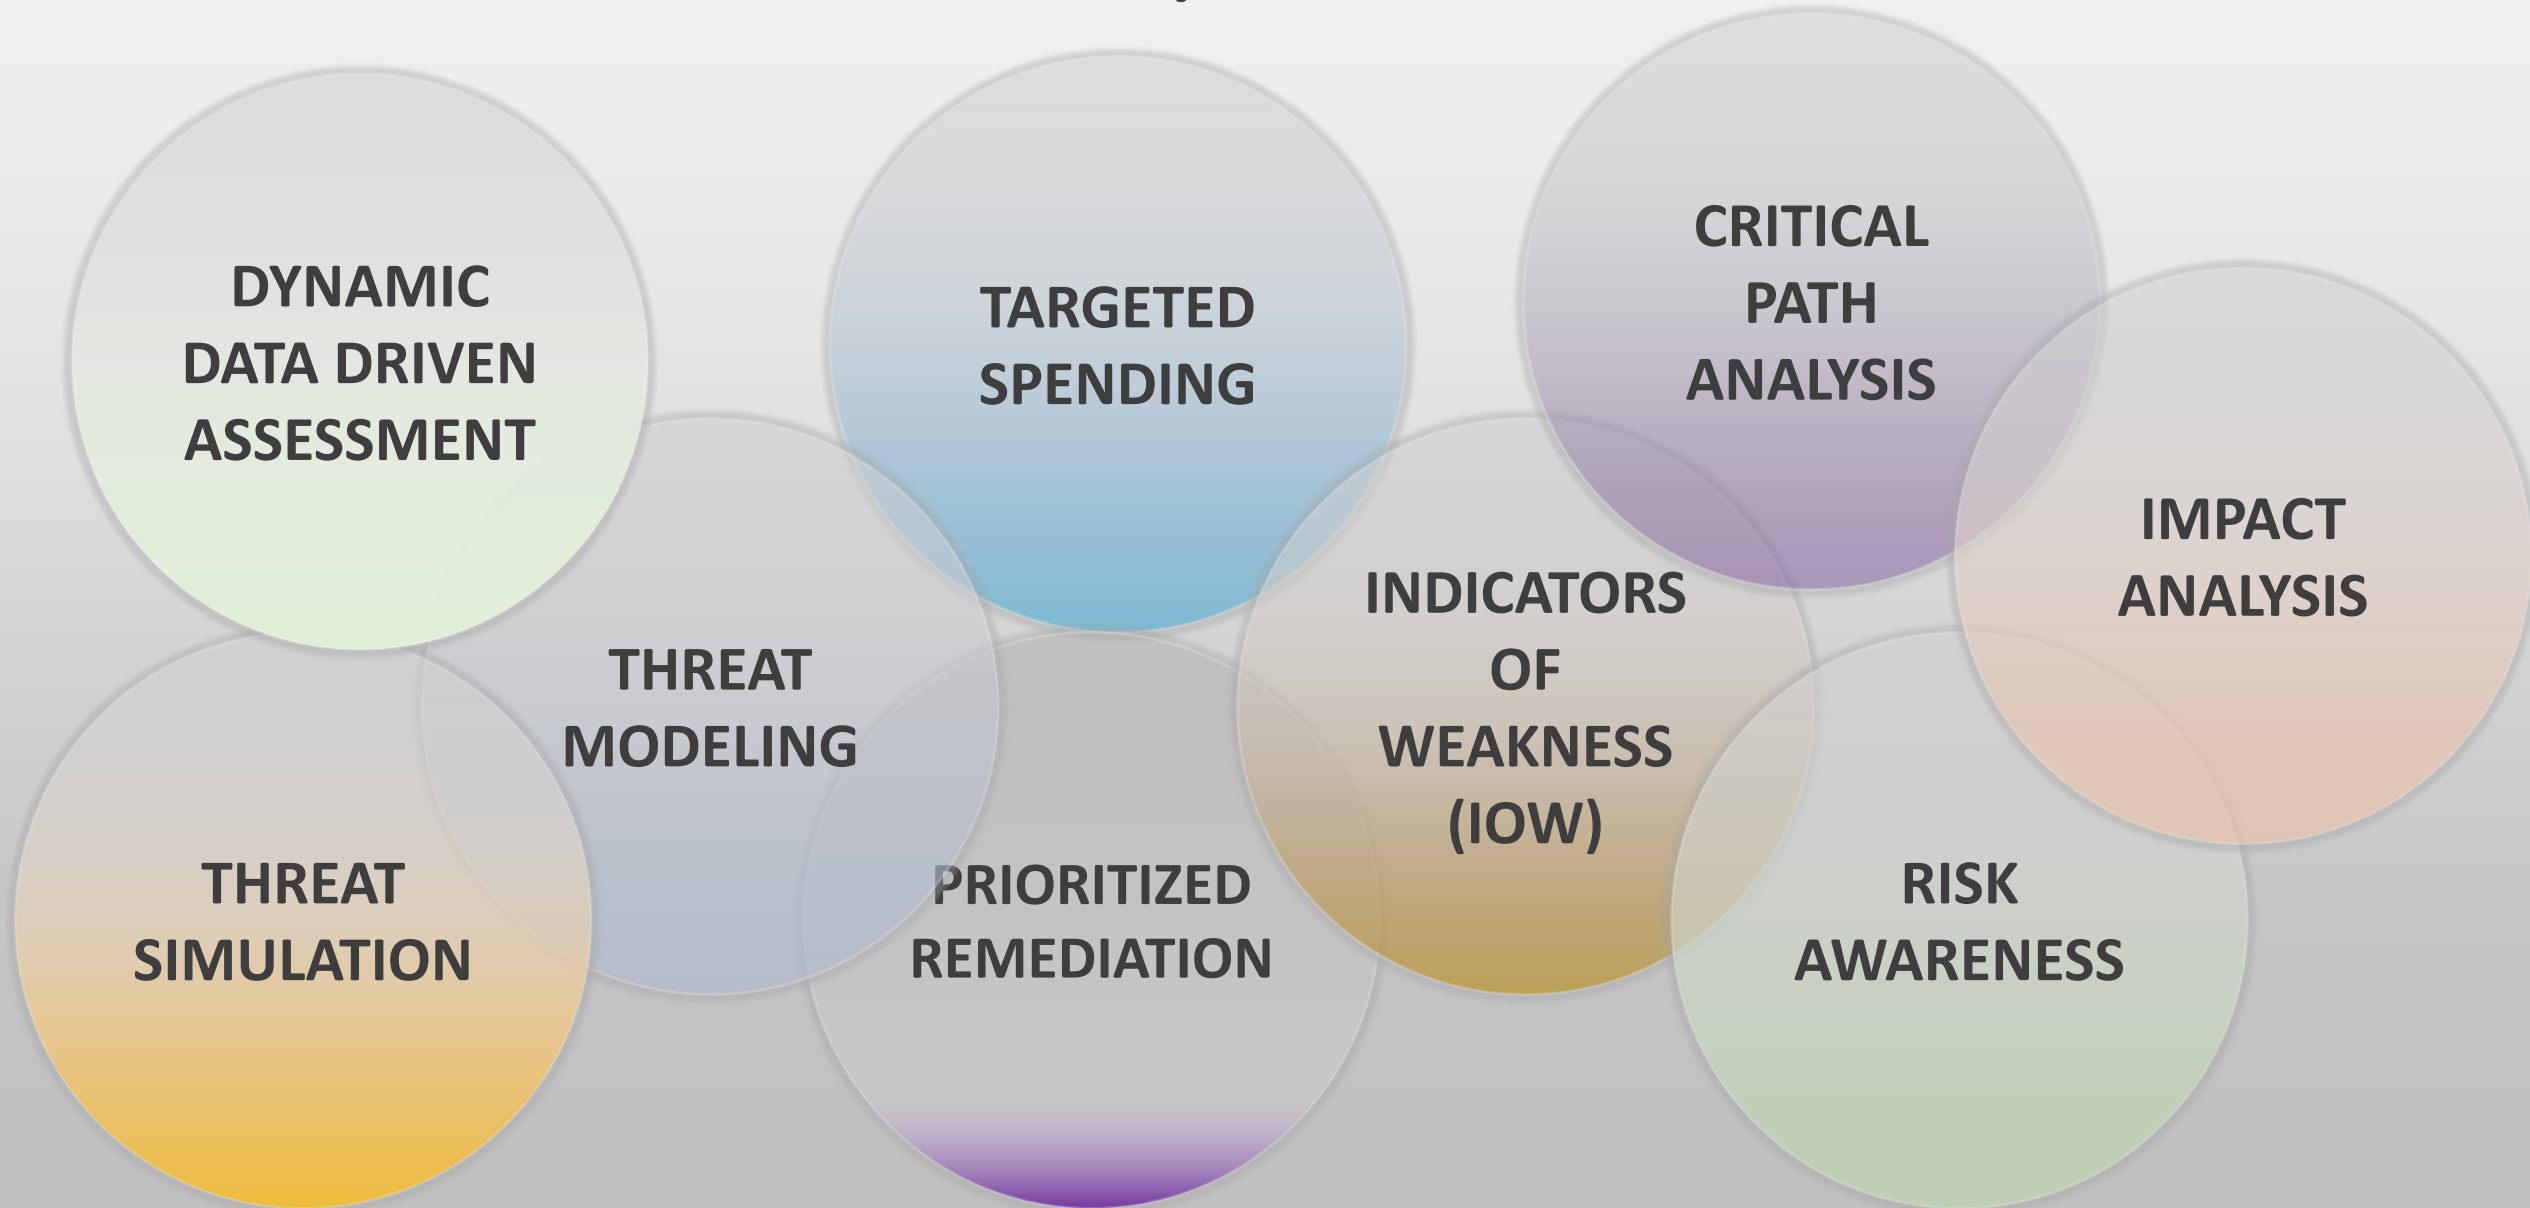 DYNAMIC
DATA DRIVEN
ASSESSMENT
TARGETED
SPENDING
CRITICAL
PATH
ANALYSIS
IMPACT
ANALYSIS
THREAT
MODELING
INDICATORS
OF
WEAKNESS
(IOW)
THREAT
SIMULATION
PRIORITIZED
REMEDIATION
RISK
AWARENESS